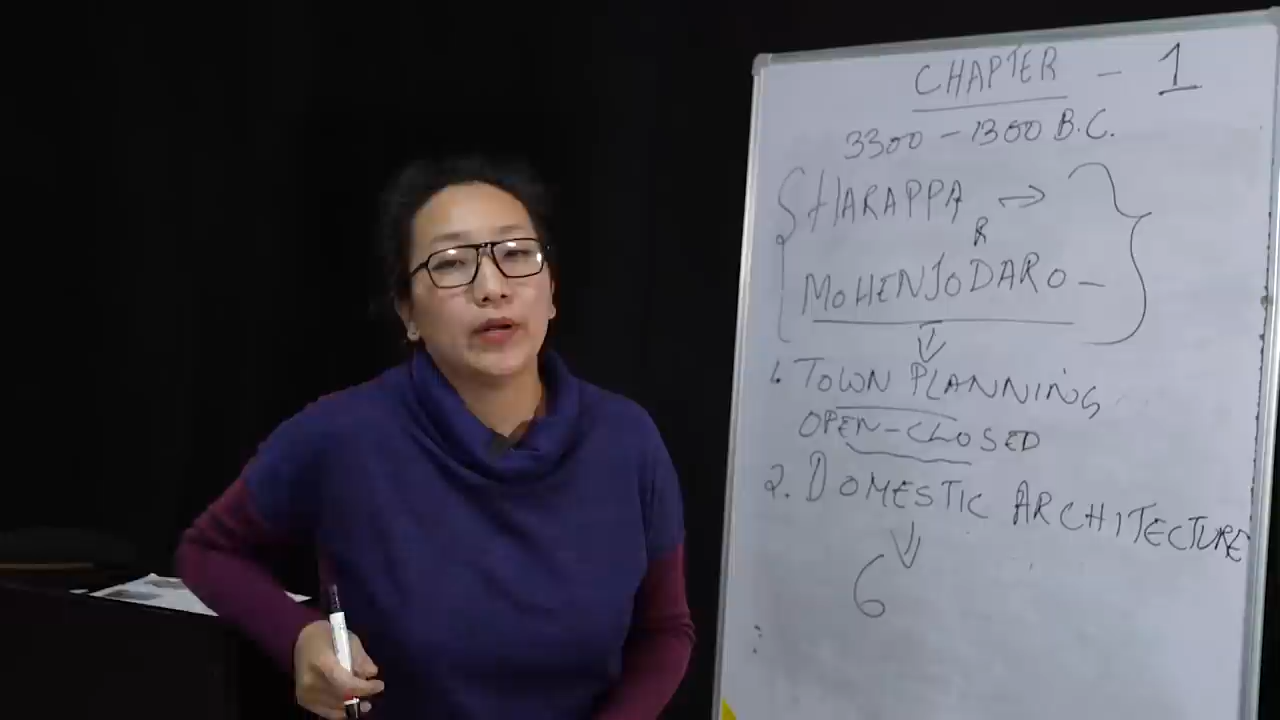 CHAPTER - 1
3300 - 1300 B.C.
HARAPPA →
R
MOHENJODARO -
1. TOWN PLANNING
OPEN-CLOSED
2. DOMESTIC ARCHITECTURE
6